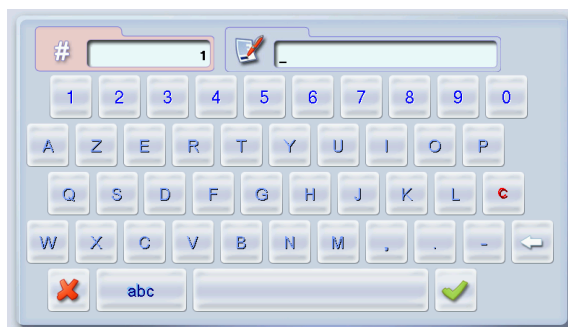 # 1 _
1 2 3 4 5 6 7 8 9 0
A Z E R T Y U I O P
Q S D F G H J K L C
W X C V B N M , . -
abc